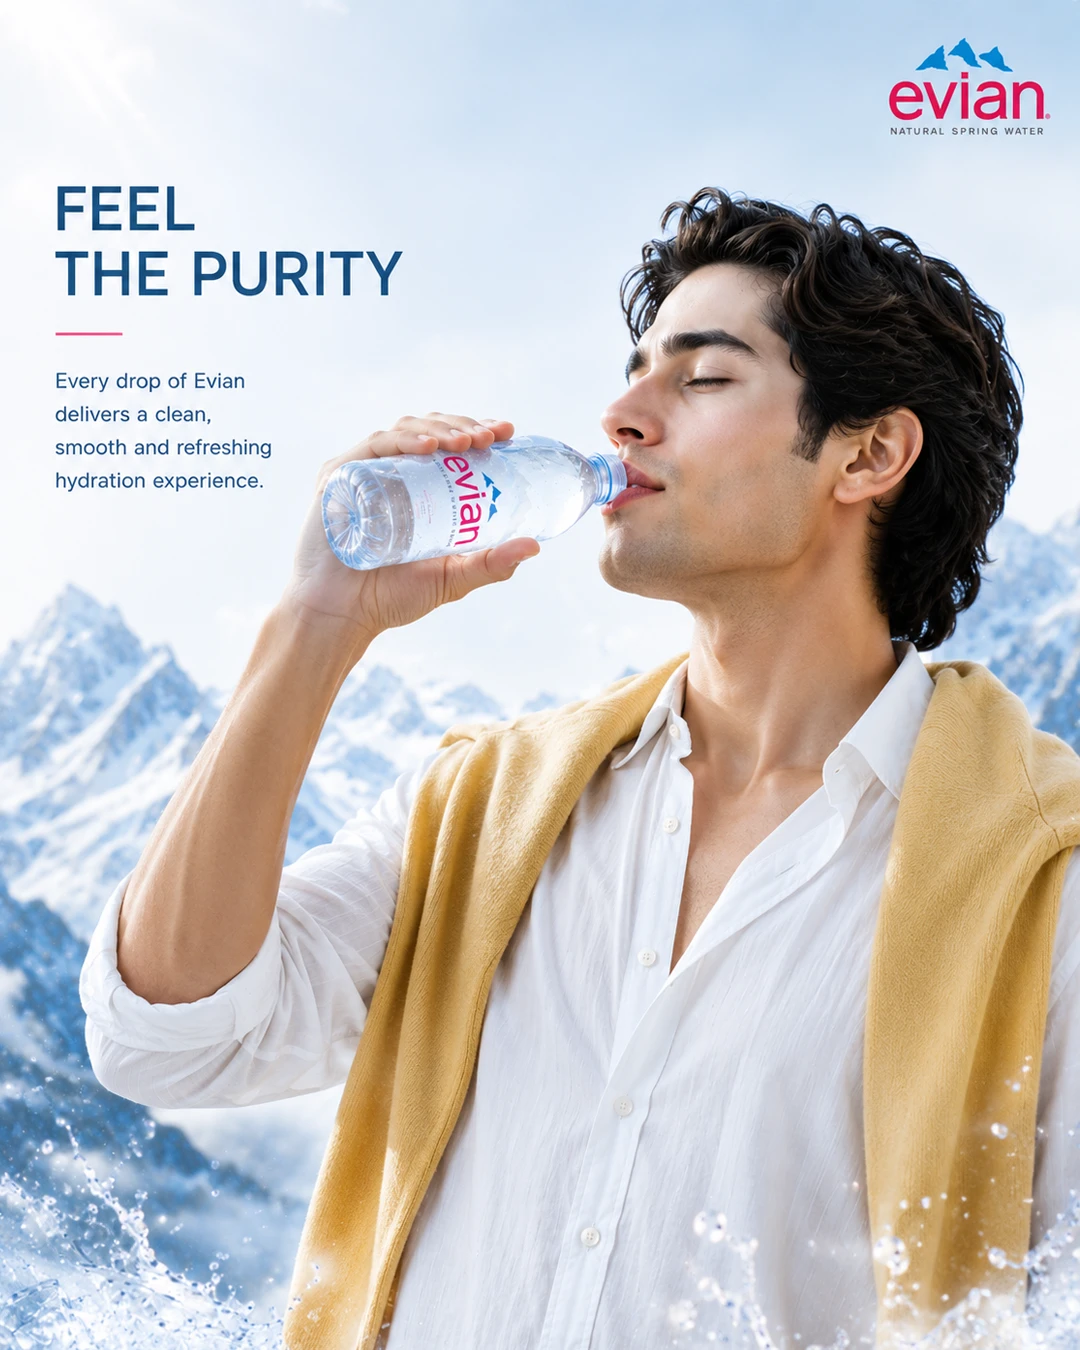 evian
NATURAL SPRING WATER
FEEL
THE PURITY
Every drop of Evian
delivers a clean,
smooth and refreshing
hydration experience.
evian